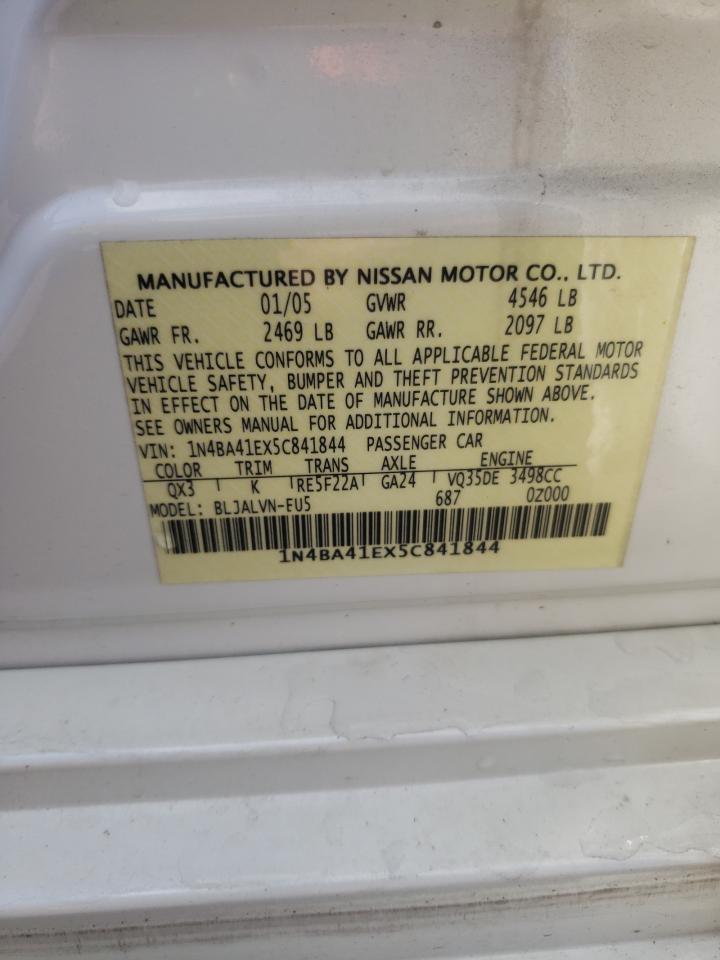 MANUFACTURED BY NISSAN MOTOR CO., LTD.
DATE 01/05 GVWR 4546 LB
GAWR FR. 2469 LB GAWR RR. 2097 LB
THIS VEHICLE CONFORMS TO ALL APPLICABLE FEDERAL MOTOR
VEHICLE SAFETY, BUMPER AND THEFT PREVENTION STANDARDS
IN EFFECT ON THE DATE OF MANUFACTURE SHOWN ABOVE.
SEE OWNERS MANUAL FOR ADDITIONAL INFORMATION.
VIN: 1N4BA41EX5C841844 PASSENGER CAR
COLOR TRIM TRANS AXLE ENGINE
QX3 K RE5F22A GA24 VQ35DE 3498CC
MODEL: BLJALVN-EU5 687 0Z000
1N4BA41EX5C841844